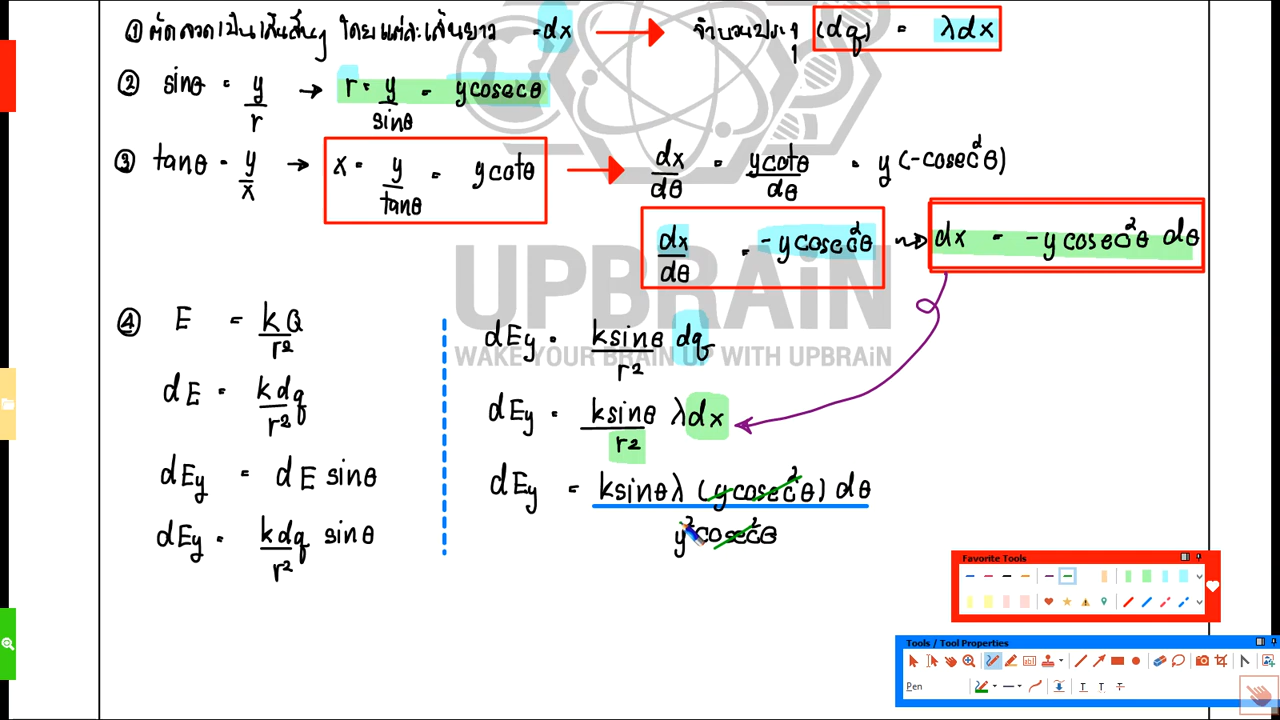 ① ตัดลวดเป็นเส้นสั้นๆ โดยแต่ละเส้นยาว = dx → จำนวนประจุ (dq) = λdx
② sinθ = y/r → r = y/sinθ = ycosecθ
③ tanθ = y/x → x = y/tanθ = ycotθ → dx/dθ = ycotθ/dθ = y(-cosec²θ)
dx/dθ = -ycosec²θ → dx = -ycosec²θ dθ
UPBRAiN
WAKE YOUR BRAIN UP WITH UPBRAiN
④ E = kQ/r²
dE = kdq/r²
dEy = dE sinθ
dEy = kdq/r² sinθ
dEy = ksinθ/r² dq
dEy = ksinθ/r² λdx
dEy = ksinθλ (ycosec²θ) dθ / y²cosec²θ
Favorite Tools
Tools / Tool Properties
Pen